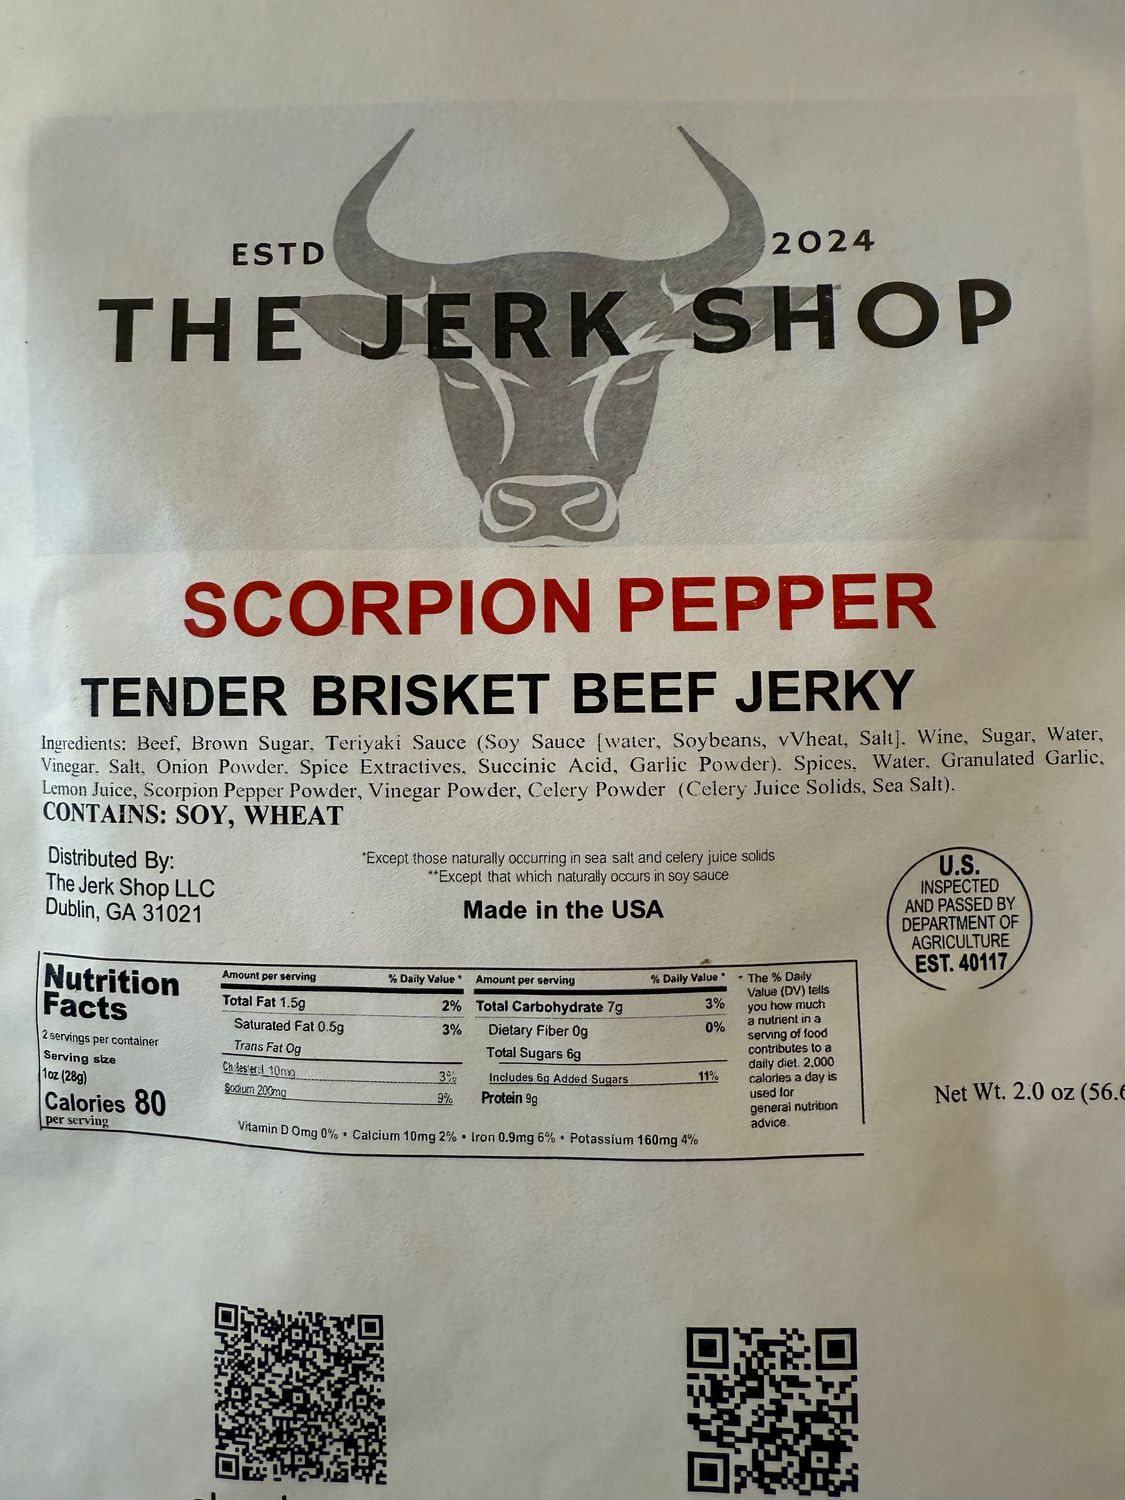 ESTD 2024
THE JERK SHOP
SCORPION PEPPER
TENDER BRISKET BEEF JERKY
Ingredients: Beef, Brown Sugar, Teriyaki Sauce (Soy Sauce [water, Soybeans, vVheat, Salt]. Wine, Sugar, Water,
Vinegar. Salt, Onion Powder. Spice Extractives, Succinic Acid, Garlic Powder). Spices, Water, Granulated Garlic,
Lemon Juice, Scorpion Pepper Powder, Vinegar Powder, Celery Powder (Celery Juice Solids, Sea Salt).
CONTAINS: SOY, WHEAT
Distributed By:
The Jerk Shop LLC
Dublin, GA 31021
*Except those naturally occurring in sea salt and celery juice solids
**Except that which naturally occurs in soy sauce
Made in the USA
U.S.
INSPECTED
AND PASSED BY
DEPARTMENT OF
AGRICULTURE
EST. 40117
Nutrition
Facts
2 servings per container
Serving size
1oz (28g)
Calories 80
per serving
Amount per serving % Daily Value *
Total Fat 1.5g 2%
Saturated Fat 0.5g 3%
Trans Fat 0g
Cholesterol 10mg 3%
Sodium 200mg 9%
Amount per serving % Daily Value *
Total Carbohydrate 7g 3%
Dietary Fiber 0g 0%
Total Sugars 6g
Includes 6g Added Sugars 11%
Protein 9g
Vitamin D 0mg 0% • Calcium 10mg 2% • Iron 0.9mg 6% • Potassium 160mg 4%
* The % Daily
Value (DV) tells
you how much
a nutrient in a
serving of food
contributes to a
daily diet. 2,000
calories a day is
used for
general nutrition
advice.
Net Wt. 2.0 oz (56.6